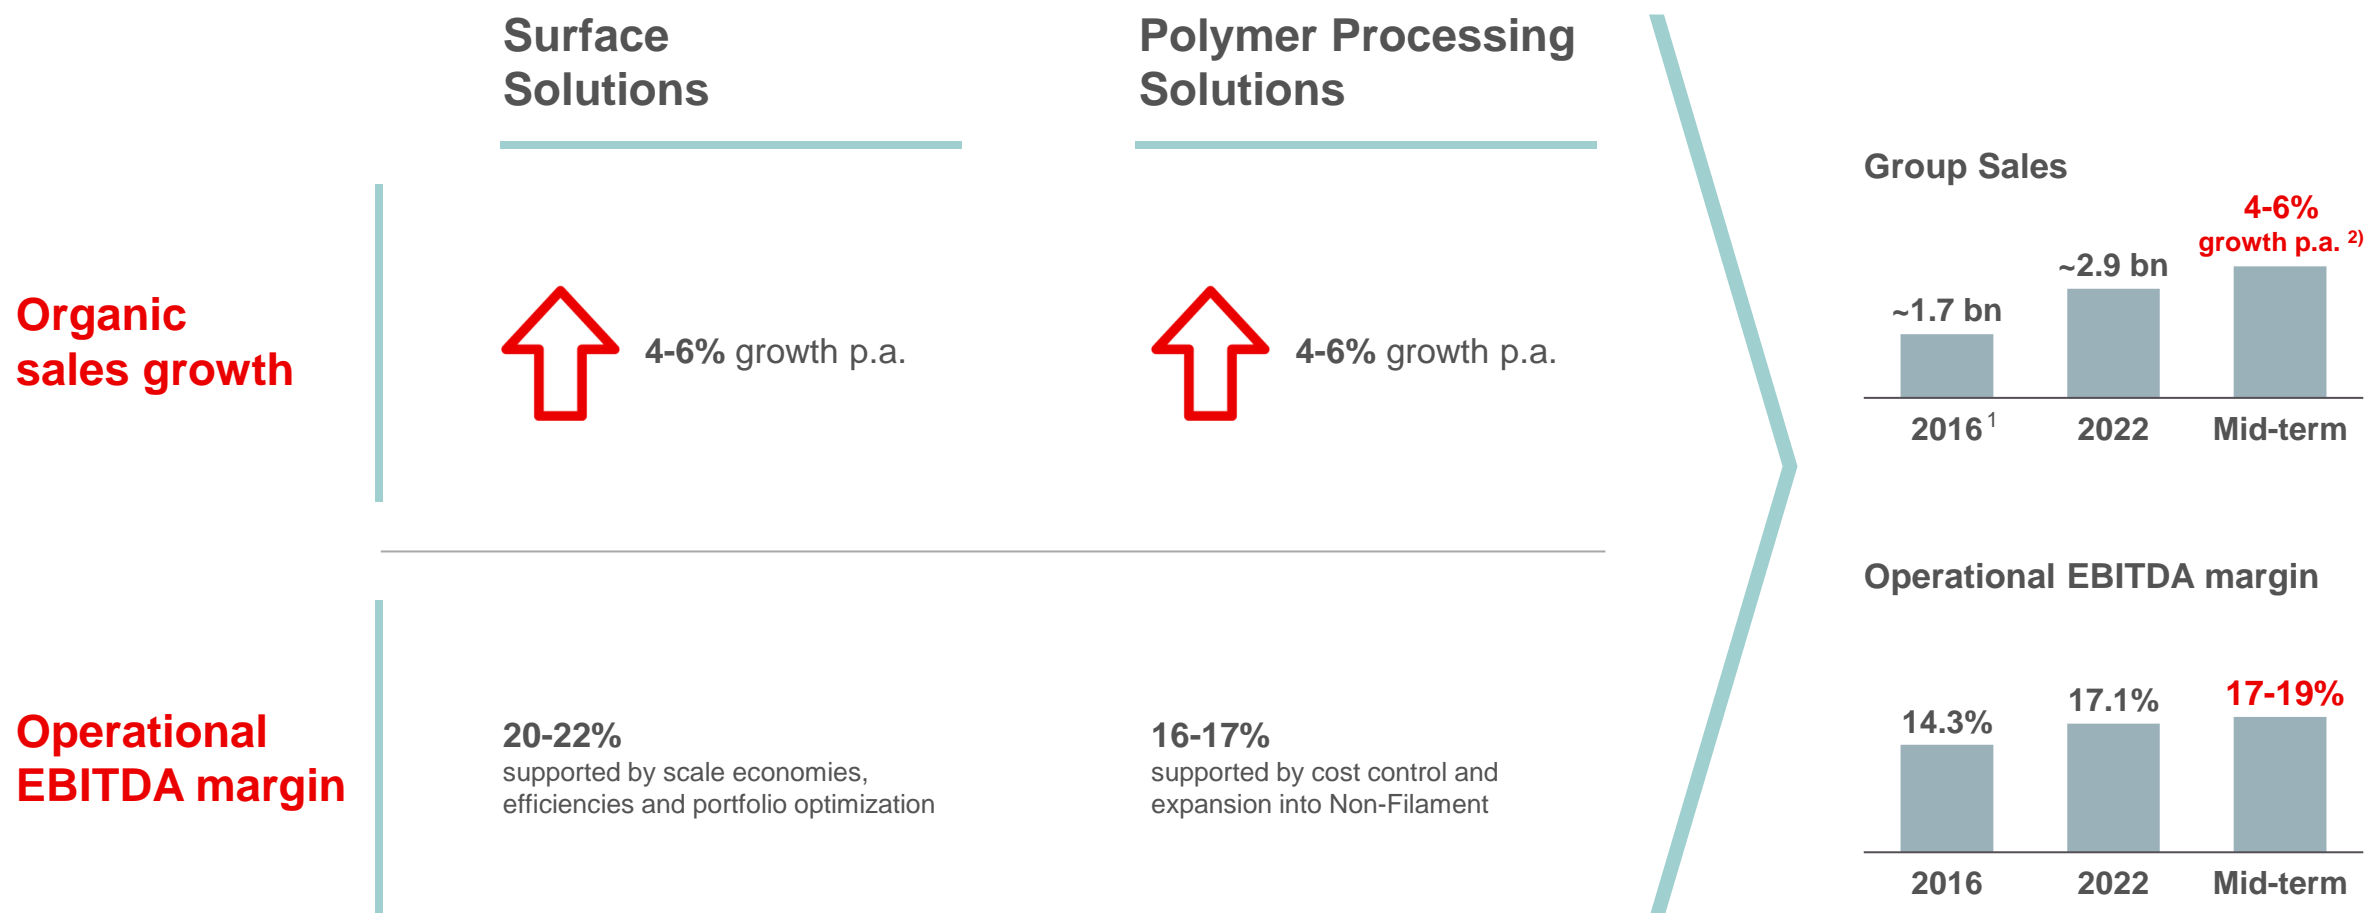 Surface
Solutions
Polymer Processing
Solutions
Organic
sales growth
4-6% growth p.a.
4-6% growth p.a.
Operational
EBITDA margin
20-22%
supported by scale economies,
efficiencies and portfolio optimization
16-17%
supported by cost control and
expansion into Non-Filament
Group Sales
4-6%
growth p.a. 2)
~2.9 bn
~1.7 bn
2016 1
2022
Mid-term
Operational EBITDA margin
14.3%
17.1%
17-19%
2016
2022
Mid-term